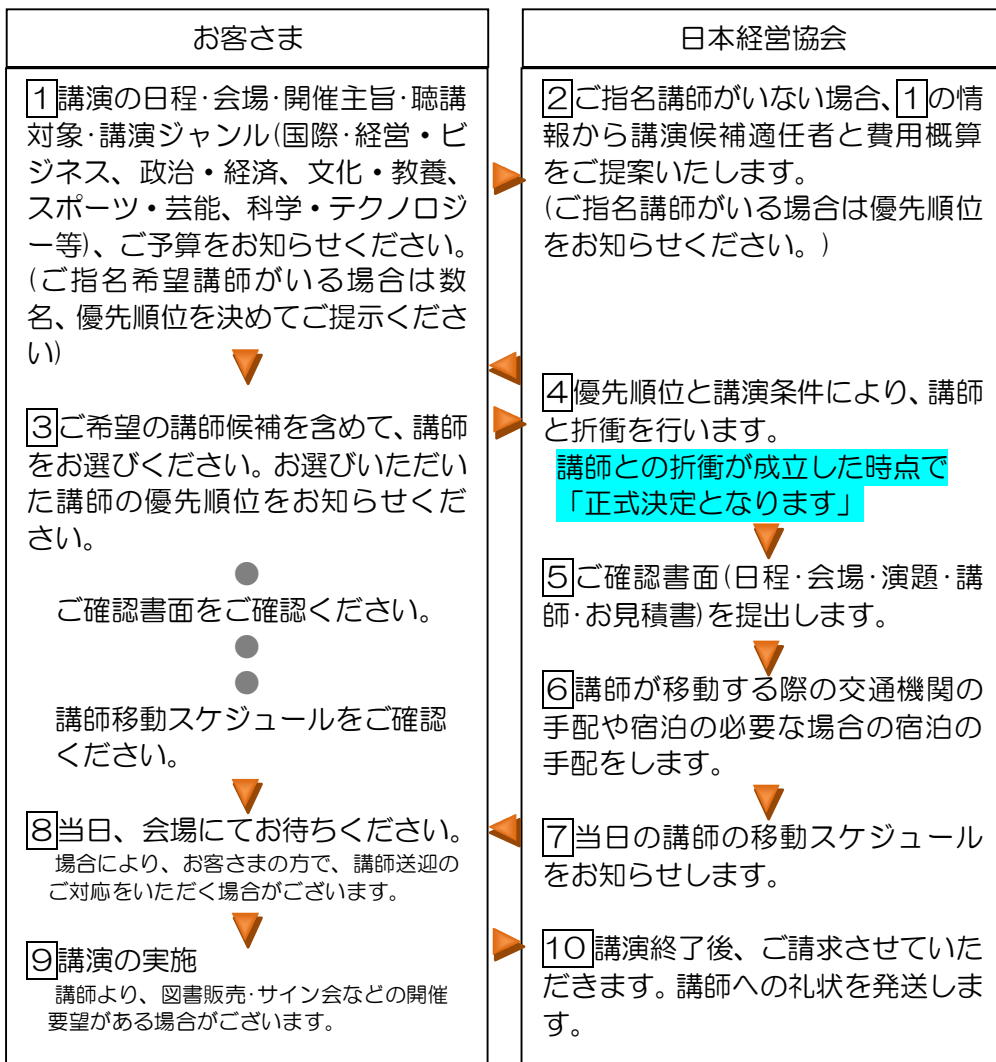 お客さま
1講演の日程･会場･開催主旨･聴講
対象･講演ジャンル(国際･経営・ビ
ジネス、政治・経済、文化・教養、
スポーツ・芸能、科学・テクノロジ
ー等)、ご予算をお知らせください。
(ご指名希望講師がいる場合は数
名、優先順位を決めてご提示くださ
い)
3ご希望の講師候補を含めて、講師
をお選びください。お選びいただい
た講師の優先順位をお知らせくだ
さい。
ご確認書面をご確認ください。
講師移動スケジュールをご確認
ください。
8当日、会場にてお待ちください。
場合により、お客さまの方で、講師送迎の
ご対応をいただく場合がございます。
9講演の実施
講師より、図書販売･サイン会などの開催
要望がある場合がございます。
日本経営協会
2ご指名講師がいない場合、1の情
報から講演候補適任者と費用概算
をご提案いたします。
(ご指名講師がいる場合は優先順位
をお知らせください。)
4優先順位と講演条件により、講師
と折衝を行います。
講師との折衝が成立した時点で
「正式決定となります」
5ご確認書面(日程･会場･演題･講
師･お見積書)を提出します。
6講師が移動する際の交通機関の
手配や宿泊の必要な場合の宿泊の
手配をします。
7当日の講師の移動スケジュール
をお知らせします。
10講演終了後、ご請求させていた
だきます。講師への礼状を発送しま
す。